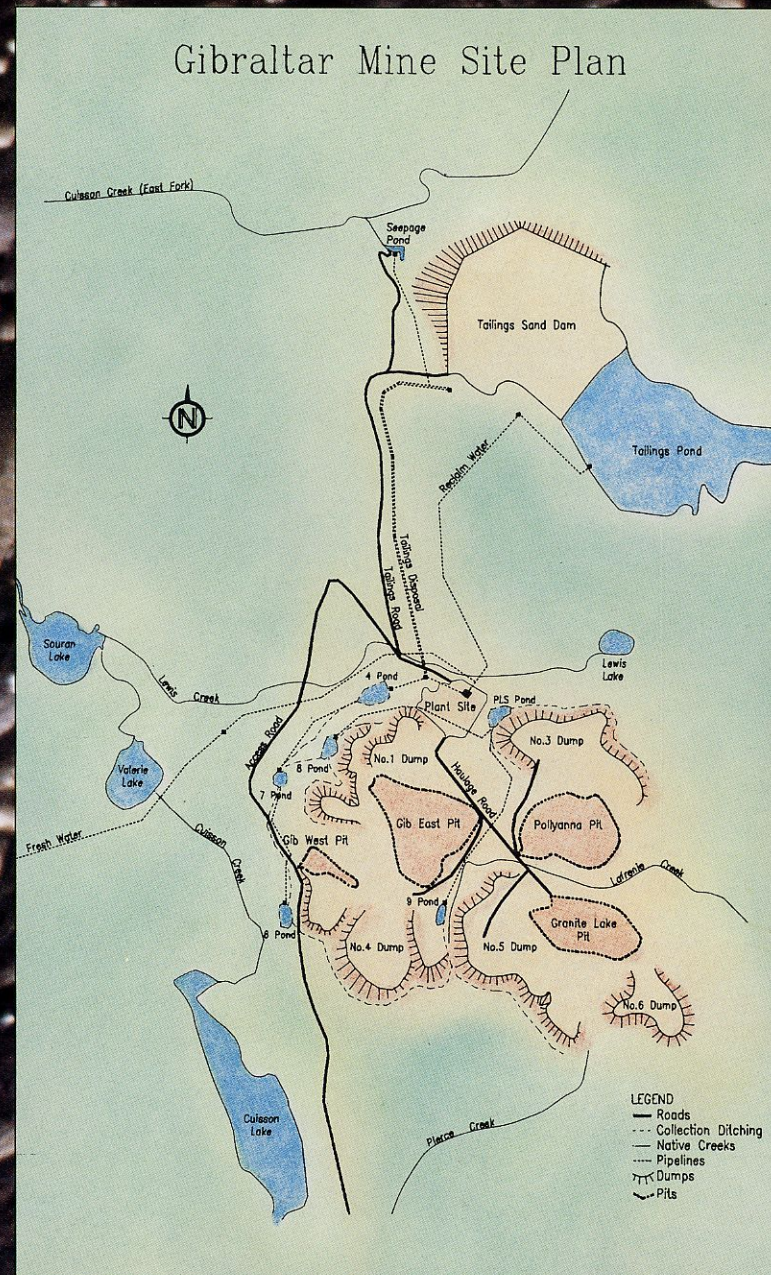 Gibraltar Mine Site Plan
Cuisson Creek (East Fork)
Seepage
Pond
Tailings Sand Dam
Tailings Pond
N
Reclaim Water
Tailings Disposal
Tailings Road
Souran
Lake
Lewis Creek
Lewis
Lake
4 Pond
Plant Site
PLS Pond
No.3 Dump
Access Road
8 Pond
No.1 Dump
Haulage Road
Valerie
Lake
7 Pond
Gib East Pit
Pollyanna Pit
Fresh Water
Cuisson Creek
Gib West Pit
Lafrenie Creek
9 Pond
6 Pond
Granite Lake
Pit
No.4 Dump
No.5 Dump
No.6 Dump
Cuisson
Lake
Pierce Creek
LEGEND
Roads
Collection Ditching
Native Creeks
Pipelines
Dumps
Pits